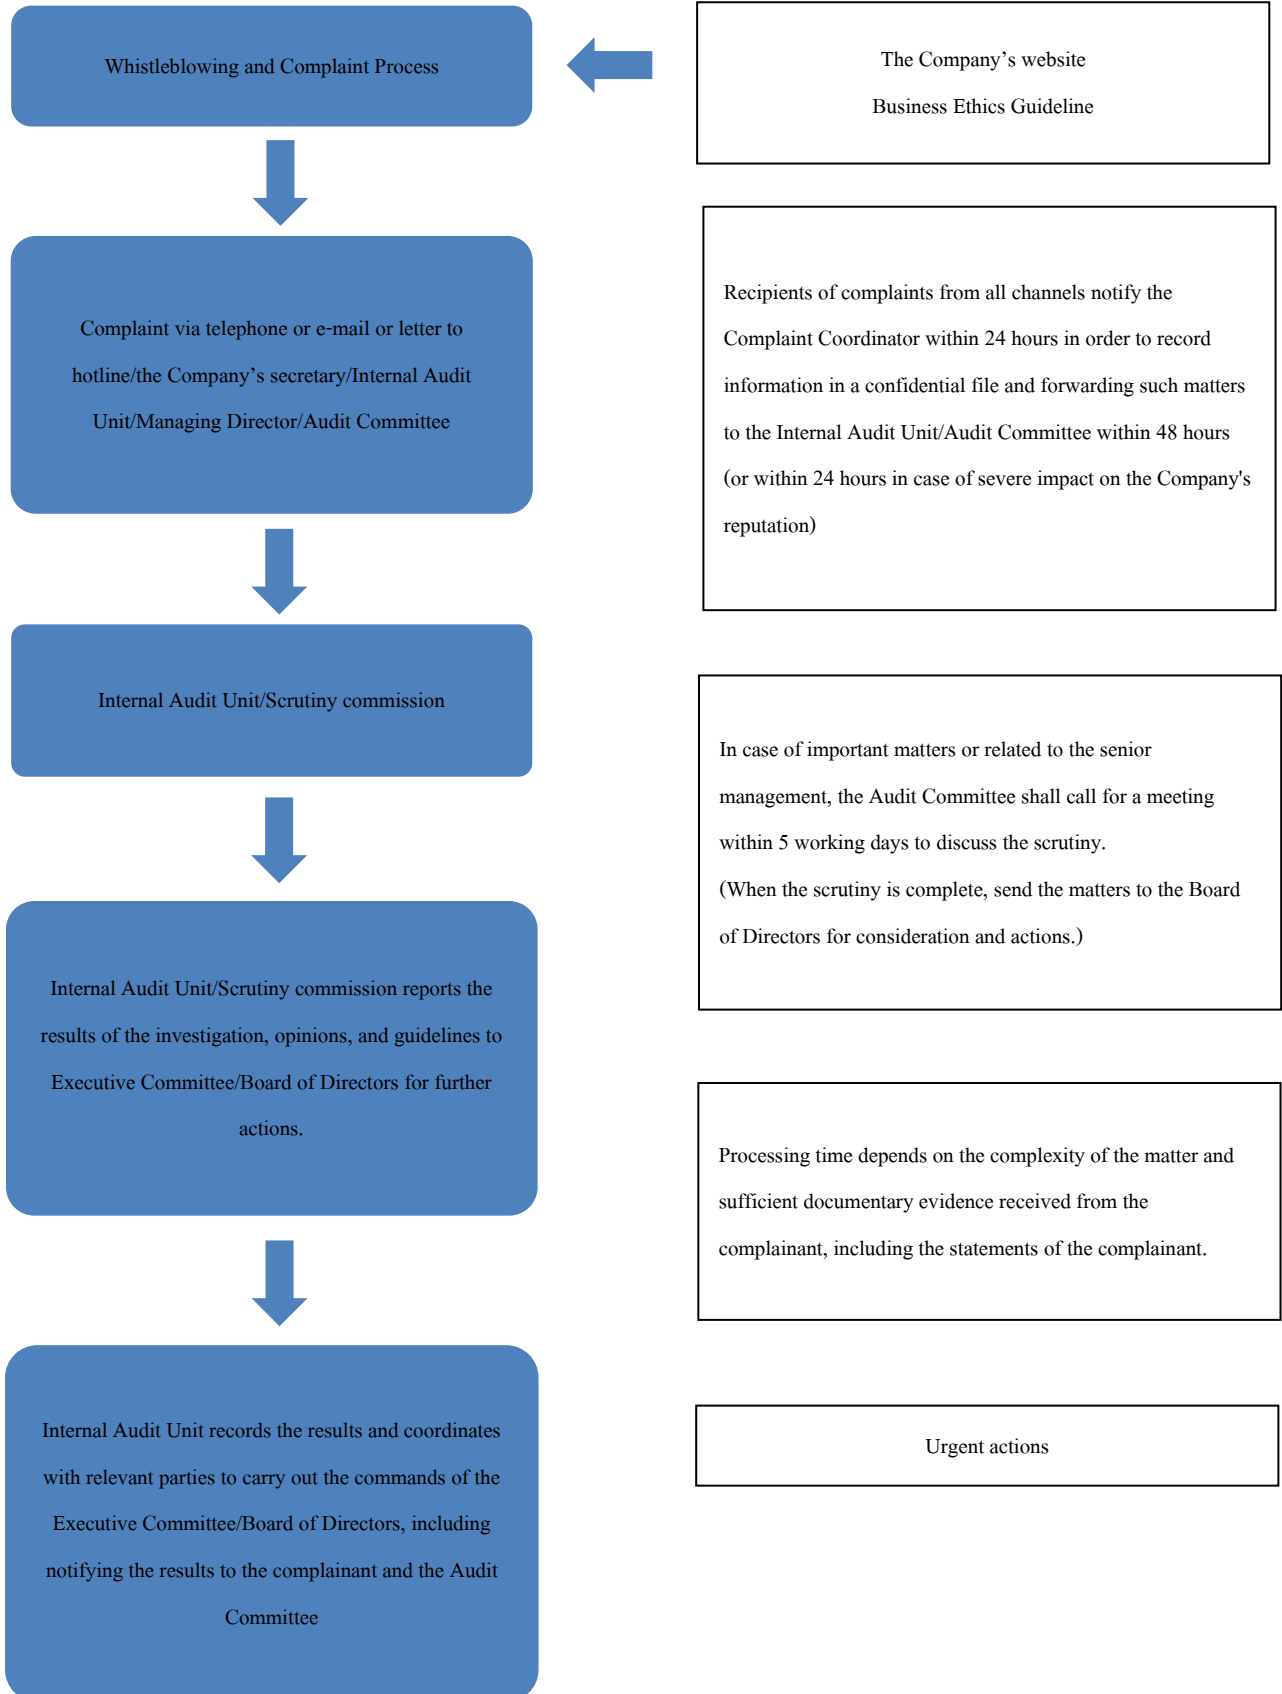 Whistleblowing and Complaint Process
The Company’s website
Business Ethics Guideline
Complaint via telephone or e-mail or letter to
hotline/the Company’s secretary/Internal Audit
Unit/Managing Director/Audit Committee
Recipients of complaints from all channels notify the
Complaint Coordinator within 24 hours in order to record
information in a confidential file and forwarding such matters
to the Internal Audit Unit/Audit Committee within 48 hours
(or within 24 hours in case of severe impact on the Company's
reputation)
Internal Audit Unit/Scrutiny commission
In case of important matters or related to the senior
management, the Audit Committee shall call for a meeting
within 5 working days to discuss the scrutiny.
(When the scrutiny is complete, send the matters to the Board
of Directors for consideration and actions.)
Internal Audit Unit/Scrutiny commission reports the
results of the investigation, opinions, and guidelines to
Executive Committee/Board of Directors for further
actions.
Processing time depends on the complexity of the matter and
sufficient documentary evidence received from the
complainant, including the statements of the complainant.
Internal Audit Unit records the results and coordinates
with relevant parties to carry out the commands of the
Executive Committee/Board of Directors, including
notifying the results to the complainant and the Audit
Committee
Urgent actions